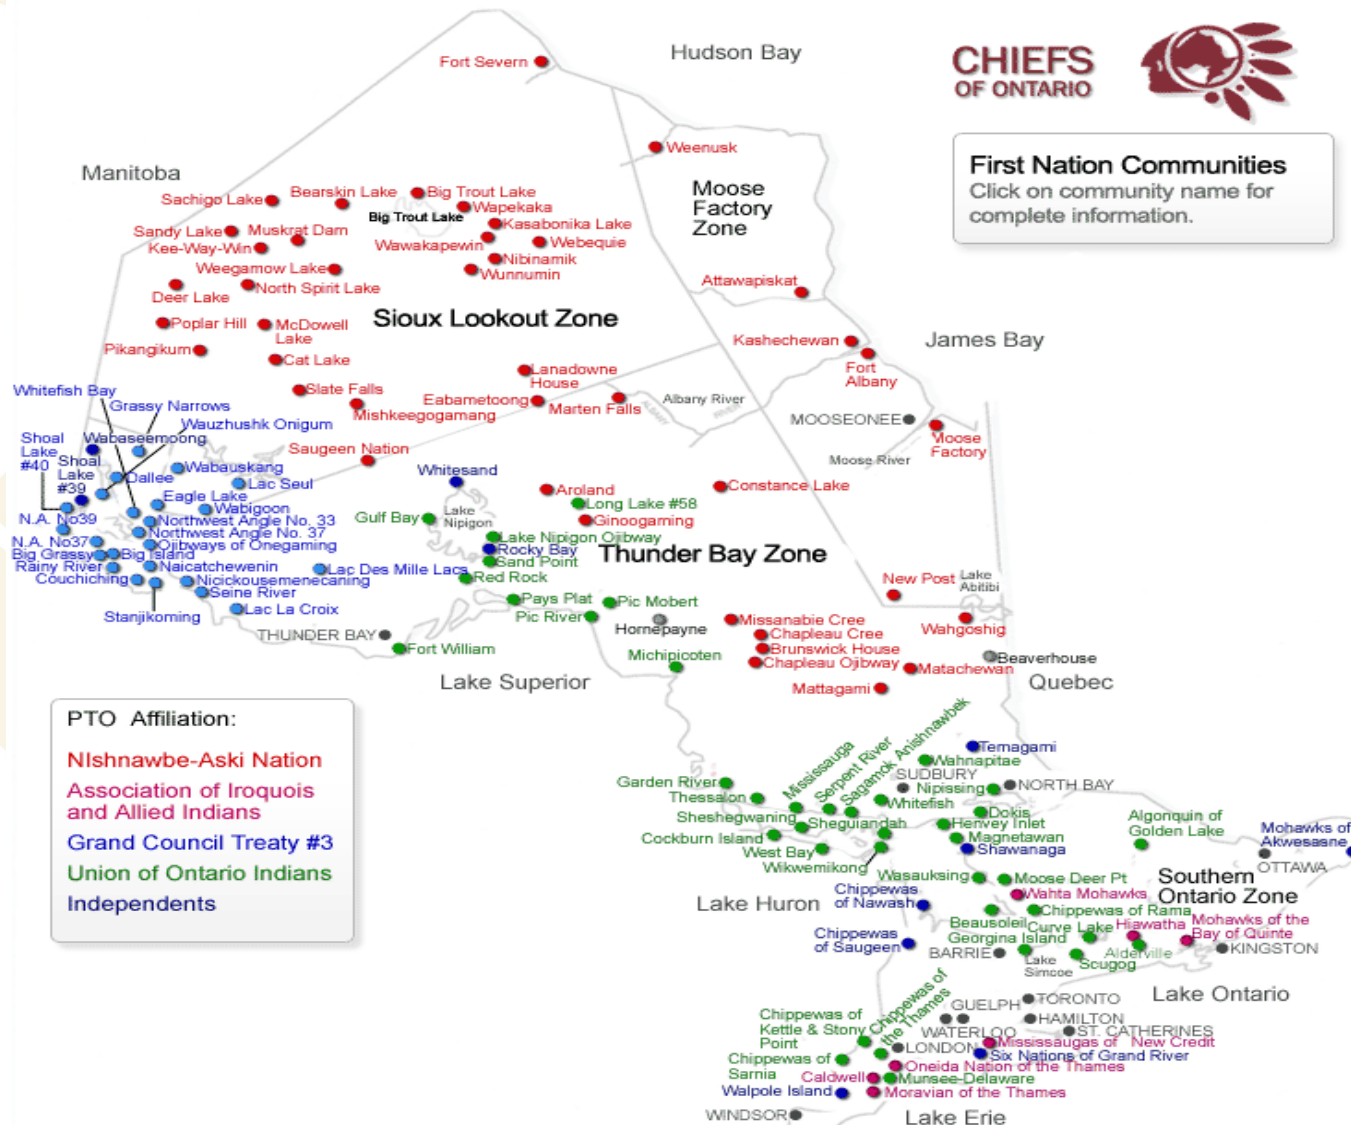 Hudson Bay
CHIEFS
OF ONTARIO
First Nation Communities
Click on community name for
complete information.
Fort Severn
Weenusk
Manitoba
Moose
Factory
Zone
Sachigo Lake
Bearskin Lake
Big Trout Lake
Big Trout Lake
Wapekaka
Kasabonika Lake
Sandy Lake
Muskrat Dam
Kee-Way-Win
Wawakapewin
Webequie
Nibinamik
Wunnumin
Weegamow Lake
North Spirit Lake
Deer Lake
Attawapiskat
Sioux Lookout Zone
Poplar Hill
McDowell
Lake
Pikangikum
Cat Lake
Kashechewan
James Bay
Fort
Albany
Lanadowne
House
Slate Falls
Mishkeegogamang
Eabametoong
Marten Falls
Albany River
ALBANY
RIVER
MOOSEONEE
Moose
Factory
Moose River
Whitefish Bay
Grassy Narrows
Wauzhushk Onigum
Shoal
Lake
#40
Wabaseemoong
Shoal
Lake
#39
Saugeen Nation
Dallee
Wabauskang
Lac Seul
Eagle Lake
Wabigoon
N.A. No39
Northwest Angle No. 33
Northwest Angle No. 37
N.A. No37
Ojibways of Onegaming
Big Grassy
Big Island
Rainy River
Naicatchewenin
Couchiching
Nicickousemenecaning
Lac Des Mille Lacs
Seine River
Stanjikoming
Lac La Croix
Whitesand
Aroland
Long Lake #58
Constance Lake
Ginoogaming
Gulf Bay
Lake
Nipigon
Lake Nipigon Ojibway
Rocky Bay
Sand Point
Red Rock
Thunder Bay Zone
Pays Plat
Pic Mobert
Pic River
Hornepayne
THUNDER BAY
Fort William
Michipicoten
Lake Superior
New Post
Lake
Abitibi
Missanabie Cree
Chapleau Cree
Brunswick House
Chapleau Ojibway
Wahgoshig
Beaverhouse
Matachewan
Mattagami
Quebec
PTO Affiliation:
NIshnawbe-Aski Nation
Association of Iroquois
and Allied Indians
Grand Council Treaty #3
Union of Ontario Indians
Independents
Temagami
Wahnapitae
SUDBURY
Nipissing
NORTH BAY
Mississauga
Serpent River
Sagamok Anishnawbek
Garden River
Thessalon
Whitefish
Dokis
Sheshegwaning
Sheguiandah
Henvey Inlet
Cockburn Island
Magnetawan
West Bay
Shawanaga
Wikwemikong
Algonquin of
Golden Lake
Mohawks of
Akwesasne
OTTAWA
Wasauksing
Moose Deer Pt
Southern
Ontario Zone
Chippewas
of Nawash
Wahta Mohawks
Lake Huron
Beausoleil
Chippewas of Rama
Curve Lake
Hiawatha
Mohawks of the
Bay of Quinte
Chippewas
of Saugeen
Georgina Island
BARRIE
Lake
Simcoe
Scugog
Alderville
KINGSTON
Lake Ontario
Chippewas of
Kettle & Stony
Point
Chippewas of
the Thames
GUELPH
TORONTO
HAMILTON
WATERLOO
ST. CATHERINES
Mississaugas of New Credit
LONDON
Six Nations of Grand River
Chippewas of
Sarnia
Oneida Nation of the Thames
Caldwell
Munsee-Delaware
Walpole Island
Moravian of the Thames
WINDSOR
Lake Erie